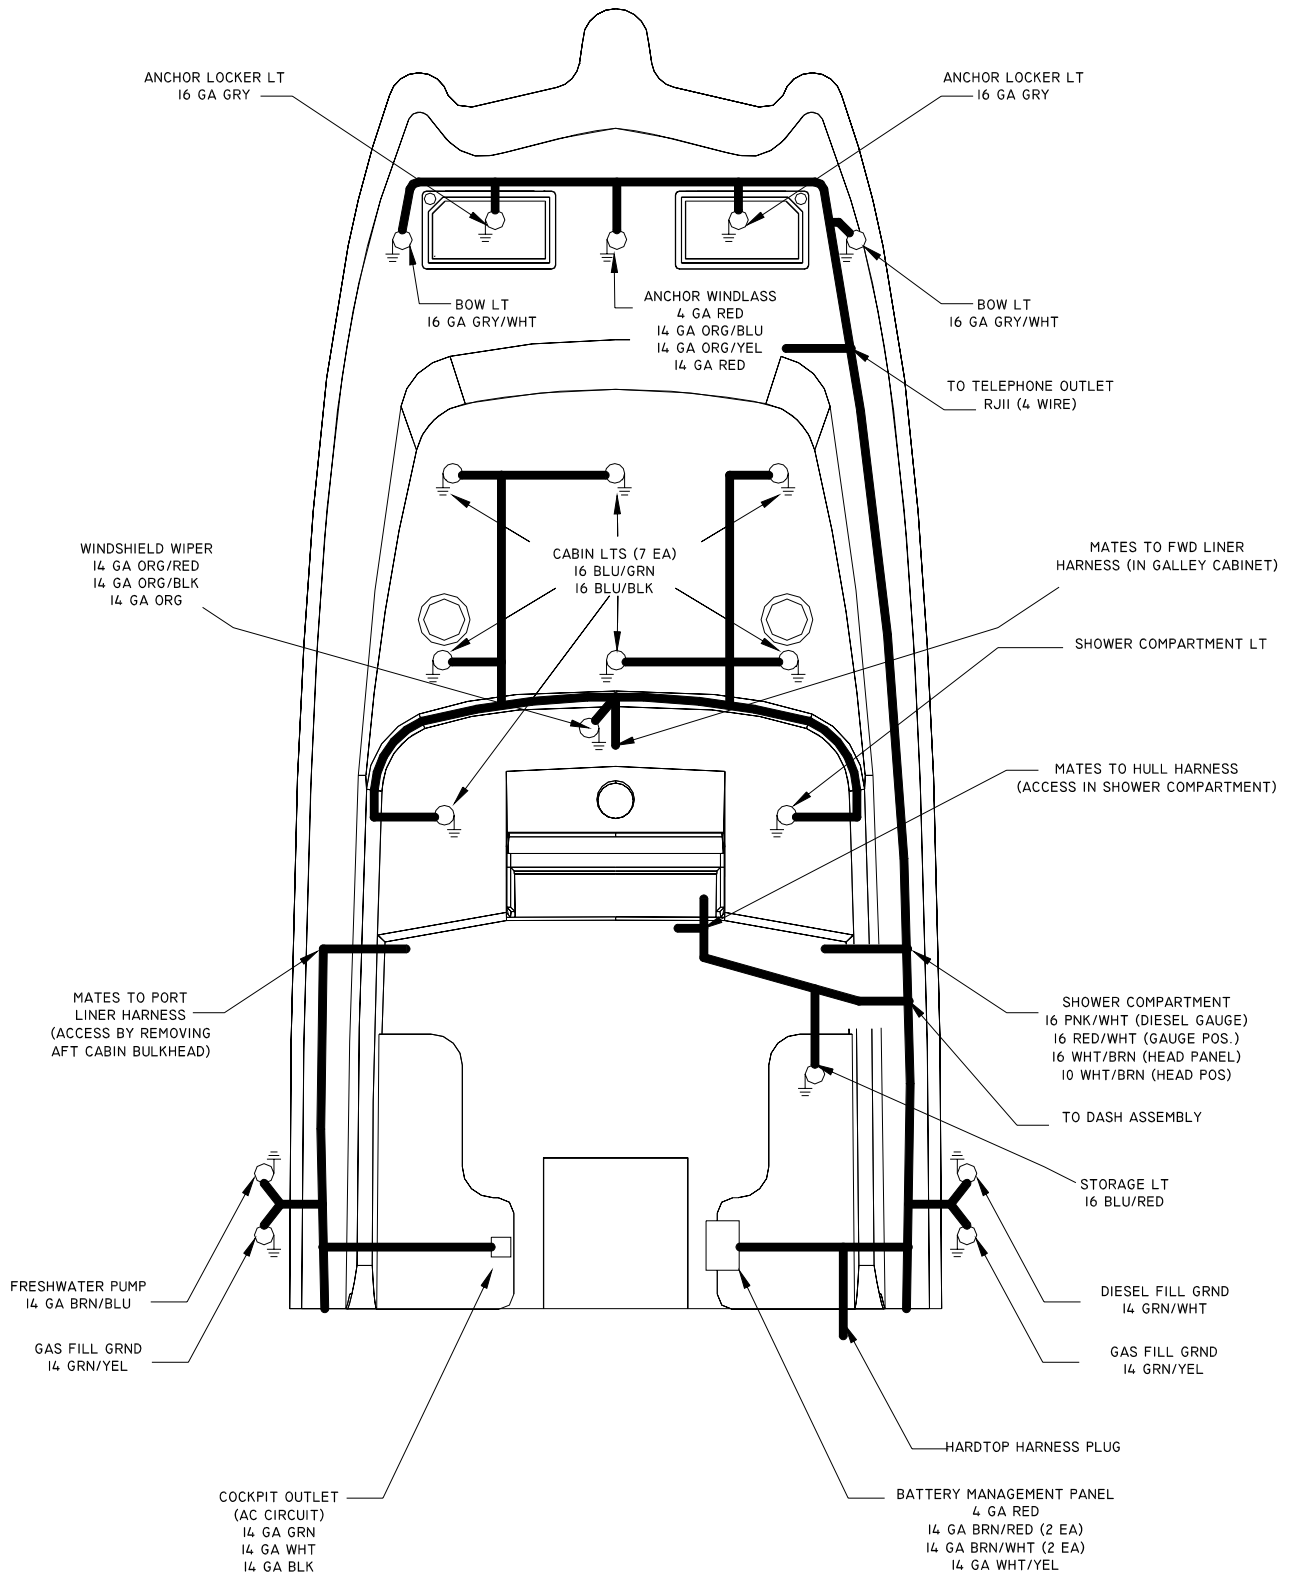 ANCHOR LOCKER LT
16 GA GRY
ANCHOR LOCKER LT
16 GA GRY
BOW LT
16 GA GRY/WHT
ANCHOR WINDLASS
4 GA RED
14 GA ORG/BLU
14 GA ORG/YEL
14 GA RED
BOW LT
16 GA GRY/WHT
TO TELEPHONE OUTLET
RJ11 (4 WIRE)
WINDSHIELD WIPER
14 GA ORG/RED
14 GA ORG/BLK
14 GA ORG
CABIN LTS (7 EA)
16 BLU/GRN
16 BLU/BLK
MATES TO FWD LINER
HARNESS (IN GALLEY CABINET)
SHOWER COMPARTMENT LT
MATES TO HULL HARNESS
(ACCESS IN SHOWER COMPARTMENT)
MATES TO PORT
LINER HARNESS
(ACCESS BY REMOVING
AFT CABIN BULKHEAD)
SHOWER COMPARTMENT
16 PNK/WHT (DIESEL GAUGE)
16 RED/WHT (GAUGE POS.)
16 WHT/BRN (HEAD PANEL)
10 WHT/BRN (HEAD POS)
TO DASH ASSEMBLY
STORAGE LT
16 BLU/RED
FRESHWATER PUMP
14 GA BRN/BLU
GAS FILL GRND
14 GRN/YEL
DIESEL FILL GRND
14 GRN/WHT
GAS FILL GRND
14 GRN/YEL
HARDTOP HARNESS PLUG
COCKPIT OUTLET
(AC CIRCUIT)
14 GA GRN
14 GA WHT
14 GA BLK
BATTERY MANAGEMENT PANEL
4 GA RED
14 GA BRN/RED (2 EA)
14 GA BRN/WHT (2 EA)
14 GA WHT/YEL